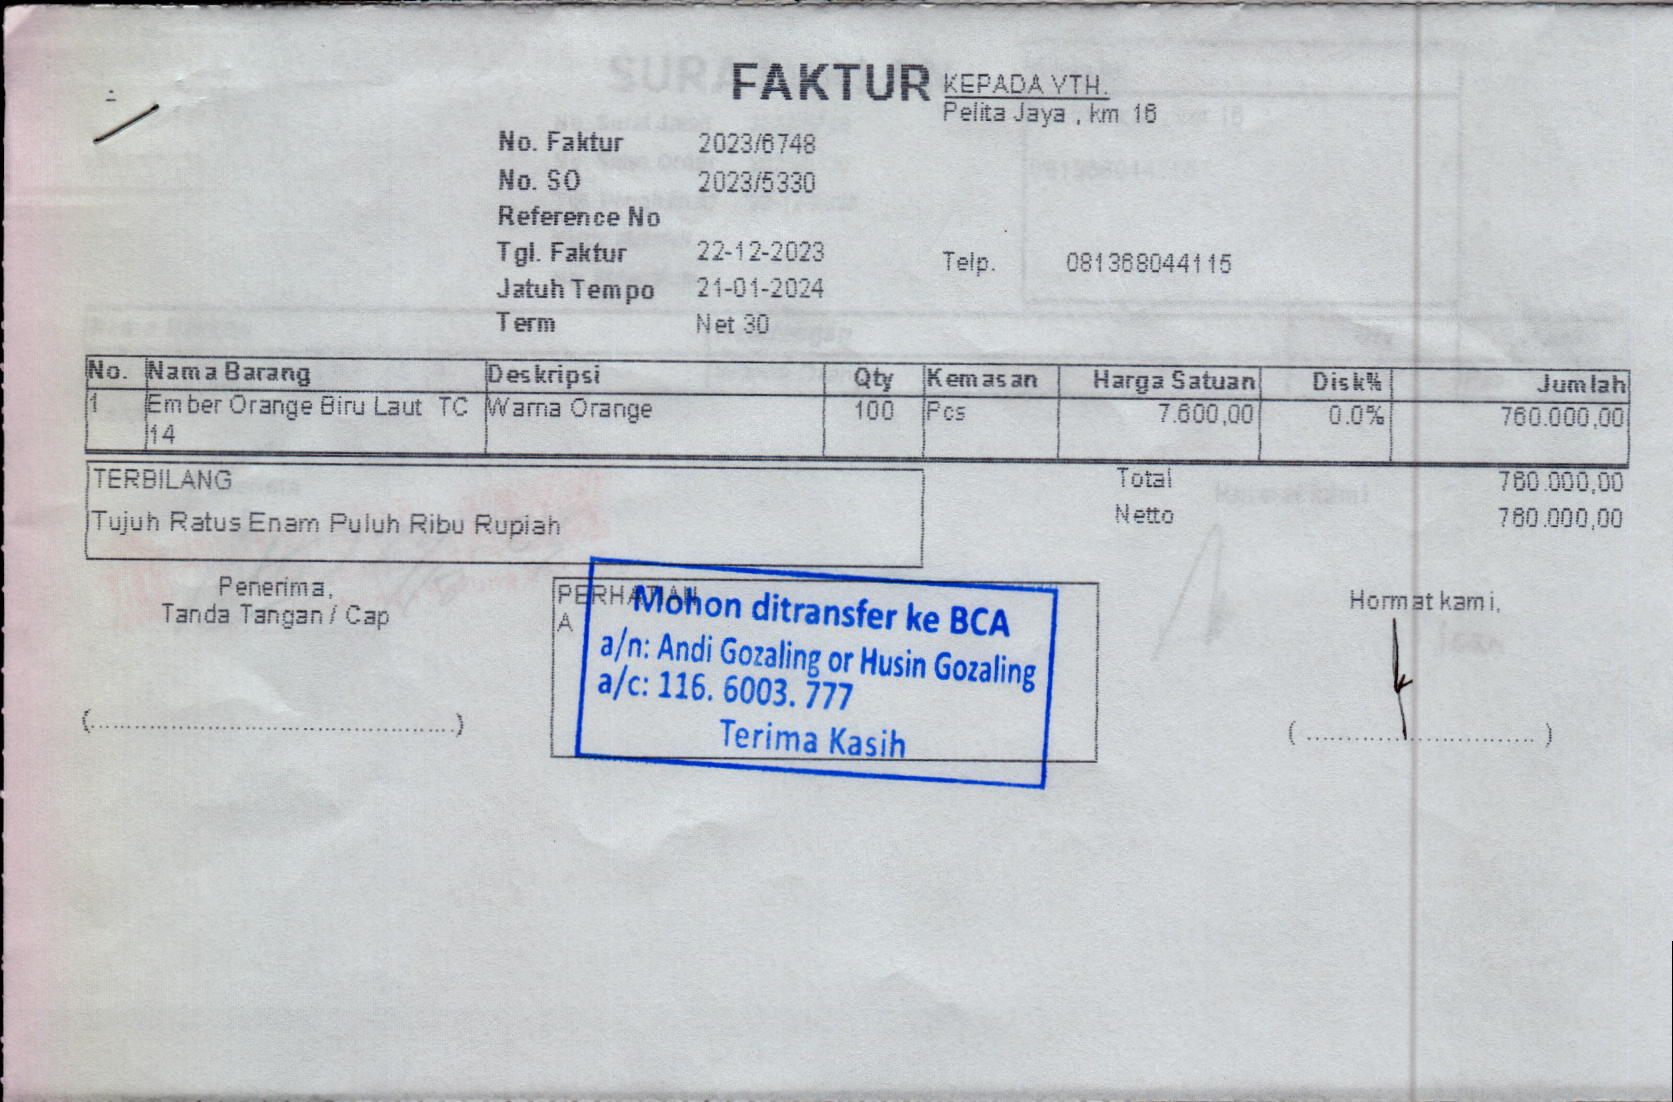 FAKTUR
KEPADA YTH.
Pelita Jaya , km 16
No. Faktur 2023/6748
No. SO 2023/5330
Reference No
Tgl. Faktur 22-12-2023
Telp. 081368044115
Jatuh Tempo 21-01-2024
Term Net 30
No. Nama Barang Deskripsi Qty Kemasan Harga Satuan Disk% Jumlah
1 Ember Orange Biru Laut TC Warna Orange 100 Pcs 7.600,00 0.0% 760.000,00
14
TERBILANG Total 760.000,00
Tujuh Ratus Enam Puluh Ribu Rupiah Netto 760.000,00
Penerima,
Tanda Tangan / Cap
(..............................................)
PERHATIAN
A
Mohon ditransfer ke BCA
a/n: Andi Gozaling or Husin Gozaling
a/c: 116. 6003. 777
Terima Kasih
Hormat kami,
( ..................................... )